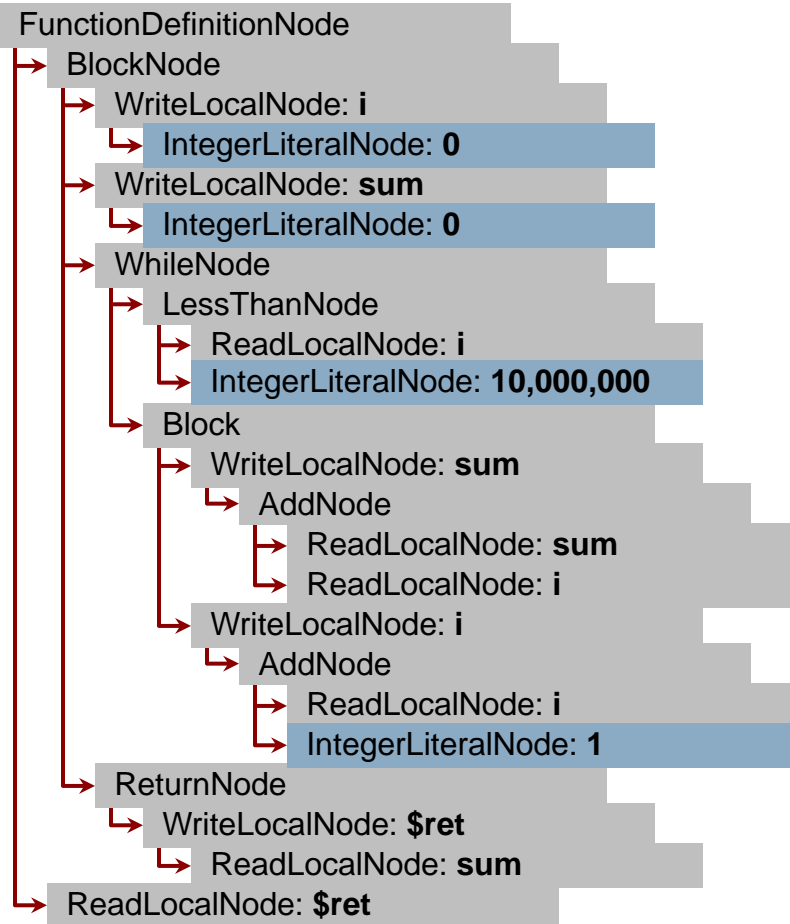 FunctionDefinitionNode
BlockNode
WriteLocalNode: i
IntegerLiteralNode: 0
WriteLocalNode: sum
IntegerLiteralNode: 0
WhileNode
LessThanNode
ReadLocalNode: i
IntegerLiteralNode: 10,000,000
Block
WriteLocalNode: sum
AddNode
ReadLocalNode: sum
ReadLocalNode: i
WriteLocalNode: i
AddNode
ReadLocalNode: i
IntegerLiteralNode: 1
ReturnNode
WriteLocalNode: $ret
ReadLocalNode: sum
ReadLocalNode: $ret